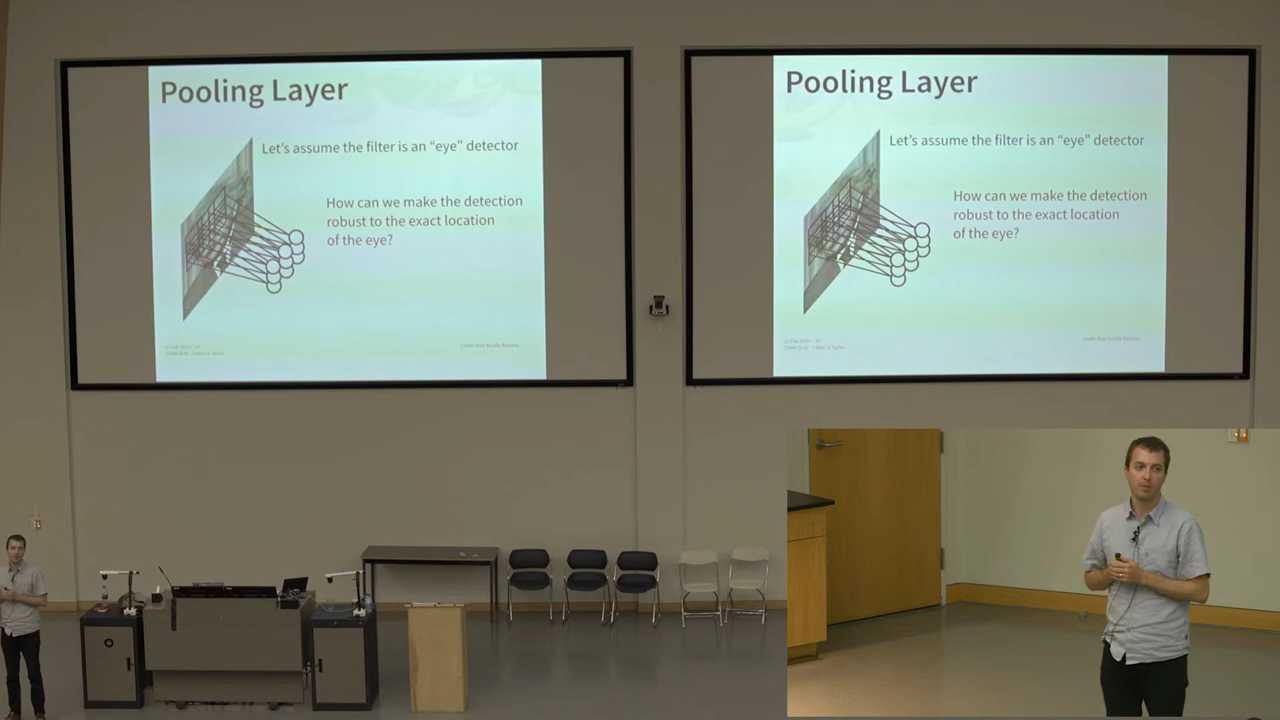 Pooling Layer
Let's assume the filter is an “eye” detector
How can we make the detection
robust to the exact location
of the eye?
Pooling Layer
Let's assume the filter is an “eye” detector
How can we make the detection
robust to the exact location
of the eye?